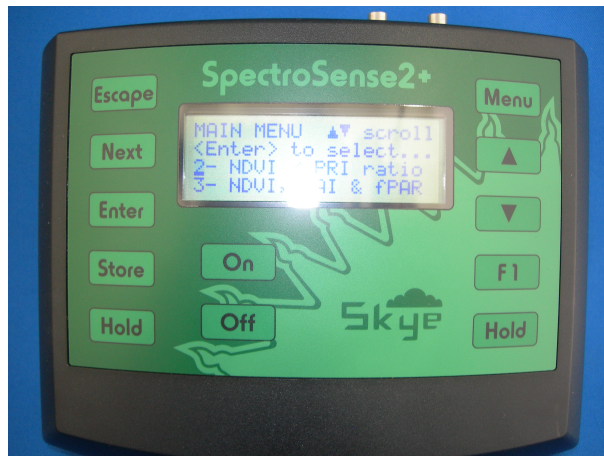 SpectroSense2+
Escape
Next
Enter
Store
Hold
MAIN MENU ▲▼ scroll
<Enter> to select...
2- NDVI PRI ratio
3- NDVI, & fPAR
On
Off
Skye
Menu
▲
▼
F1
Hold